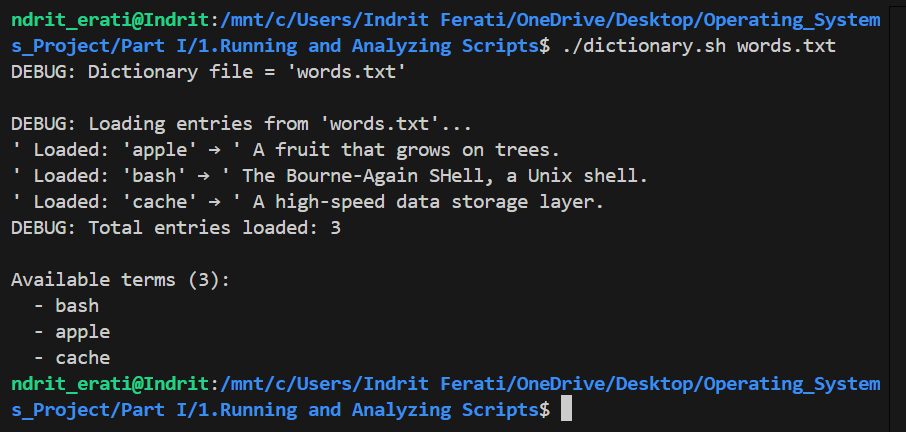 ndrit_erati@Indrit:/mnt/c/Users/Indrit Ferati/OneDrive/Desktop/Operating_System
s_Project/Part I/1.Running and Analyzing Scripts$ ./dictionary.sh words.txt
DEBUG: Dictionary file = 'words.txt'

DEBUG: Loading entries from 'words.txt'...
' Loaded: 'apple' → ' A fruit that grows on trees.
' Loaded: 'bash' → ' The Bourne-Again SHell, a Unix shell.
' Loaded: 'cache' → ' A high-speed data storage layer.
DEBUG: Total entries loaded: 3

Available terms (3):
  - bash
  - apple
  - cache
ndrit_erati@Indrit:/mnt/c/Users/Indrit Ferati/OneDrive/Desktop/Operating_System
s_Project/Part I/1.Running and Analyzing Scripts$